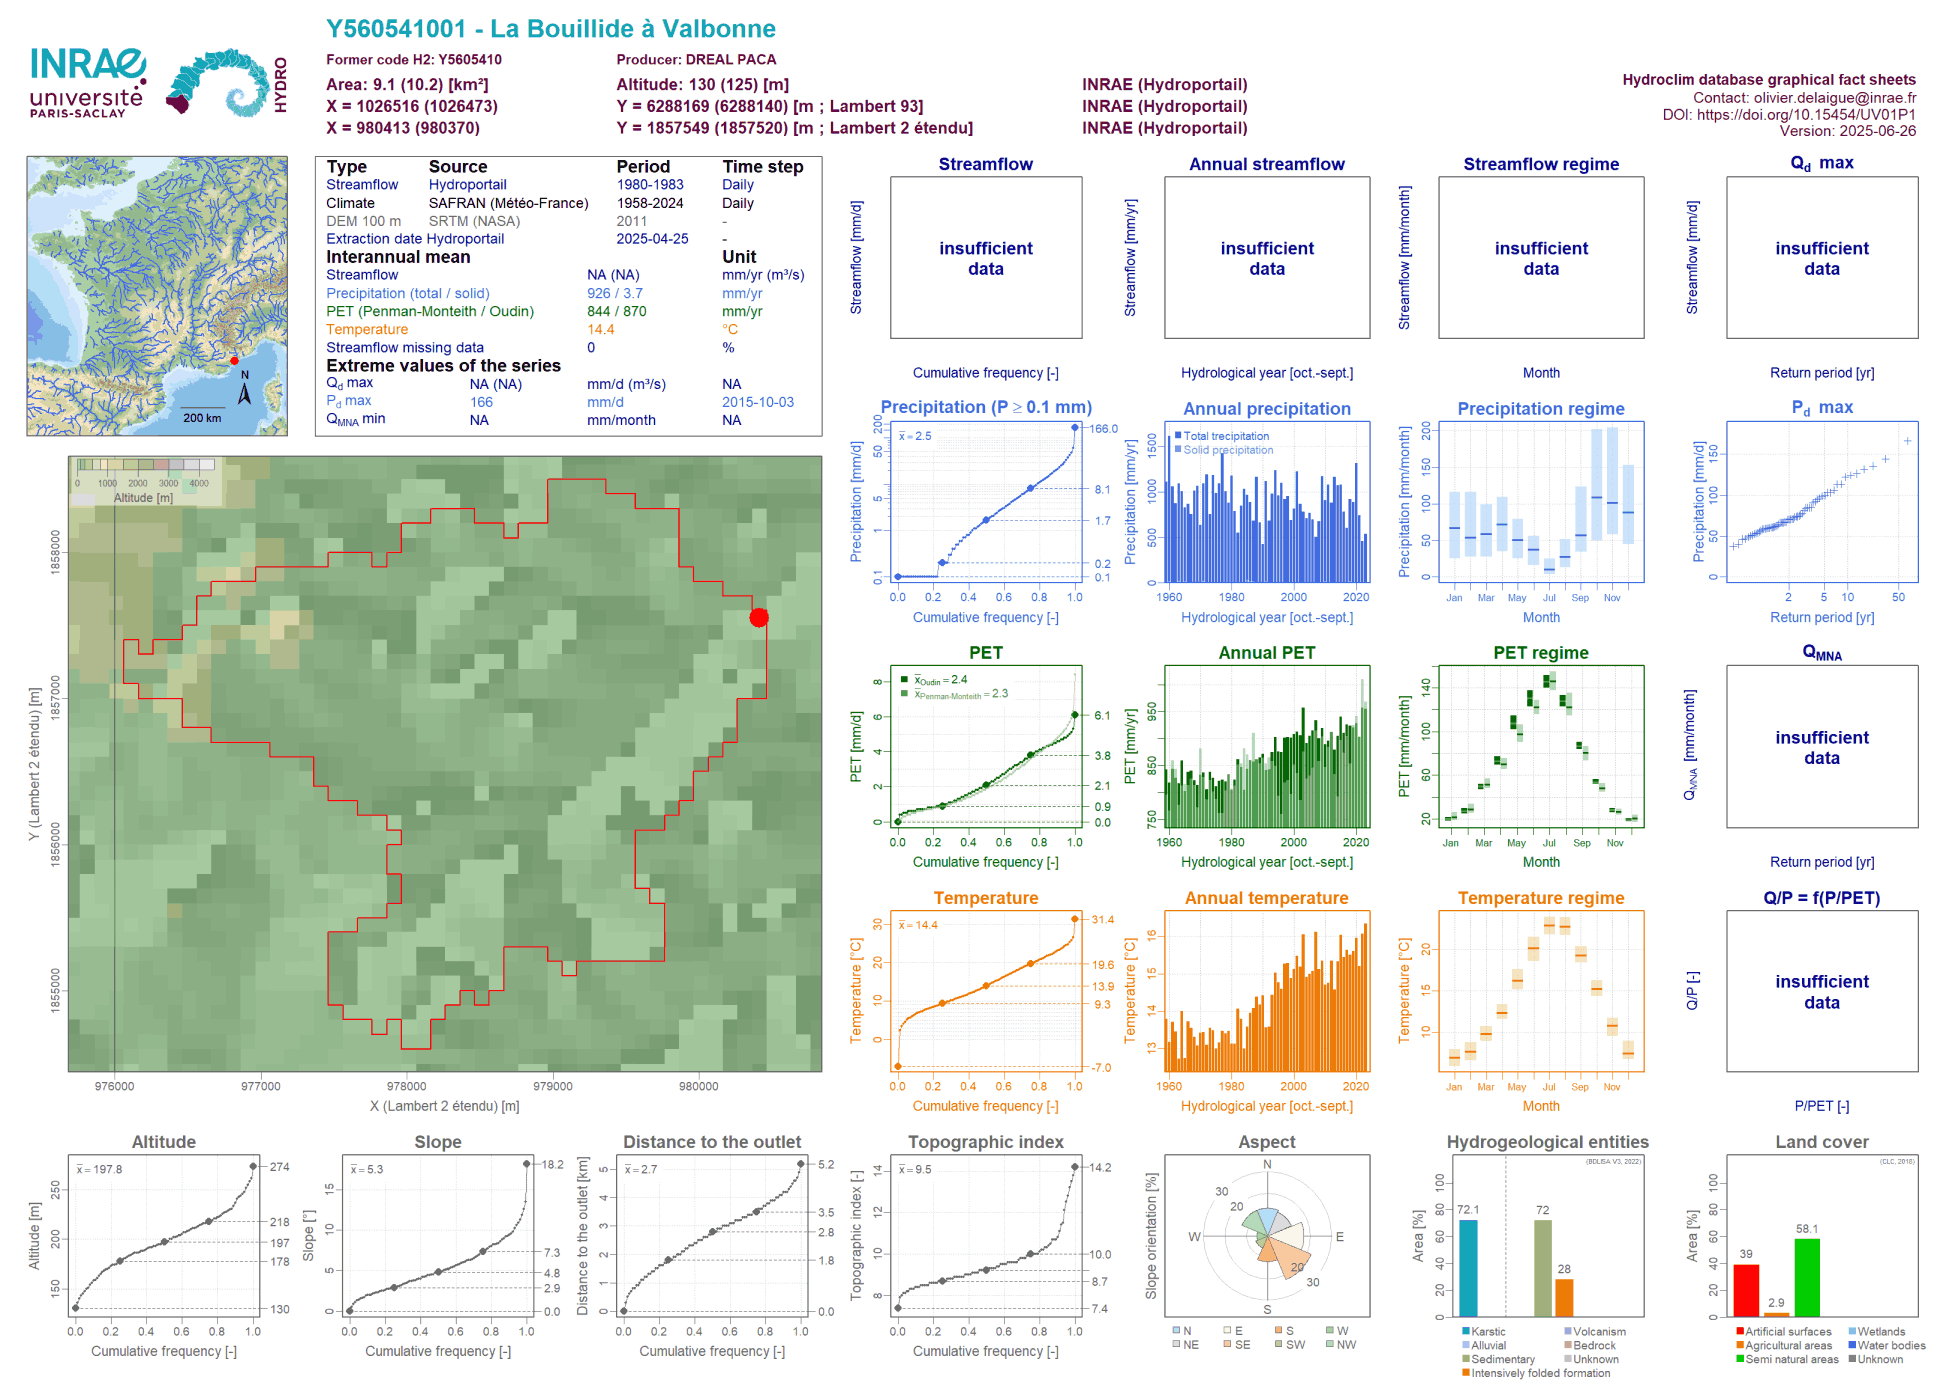 Y560541001 - La Bouillide à Valbonne
INRAE
université
PARIS-SACLAY
HYDRO
Former code H2: Y5605410
Producer: DREAL PACA
Area: 9.1 (10.2) [km²]
Altitude: 130 (125) [m]
INRAE (Hydroportail)
X = 1026516 (1026473)
Y = 6288169 (6288140) [m ; Lambert 93]
INRAE (Hydroportail)
X = 980413 (980370)
Y = 1857549 (1857520) [m ; Lambert 2 étendu]
INRAE (Hydroportail)
Hydroclim database graphical fact sheets
Contact: olivier.delaigue@inrae.fr
DOI: https://doi.org/10.15454/UV01P1
Version: 2025-06-26
N
200 km
Type Source Period Time step
Streamflow Hydroportail 1980-1983 Daily
Climate SAFRAN (Météo-France) 1958-2024 Daily
DEM 100 m SRTM (NASA) 2011 -
Extraction date Hydroportail 2025-04-25 -
Interannual mean Unit
Streamflow NA (NA) mm/yr (m³/s)
Precipitation (total / solid) 926 / 3.7 mm/yr
PET (Penman-Monteith / Oudin) 844 / 870 mm/yr
Temperature 14.4 °C
Streamflow missing data 0 %
Extreme values of the series
Qd max NA (NA) mm/d (m³/s) NA
Pd max 166 mm/d 2015-10-03
QMNA min NA mm/month NA
Streamflow
Streamflow [mm/d]
insufficient
data
Cumulative frequency [-]
Annual streamflow
Streamflow [mm/yr]
insufficient
data
Hydrological year [oct.-sept.]
Streamflow regime
Streamflow [mm/month]
insufficient
data
Month
Qd max
Streamflow [mm/d]
insufficient
data
Return period [yr]
Precipitation (P ≥ 0.1 mm)
Precipitation [mm/d]
x = 2.5
200
50
5
1
0.1
166.0
8.1
1.7
0.2
0.1
0.0 0.2 0.4 0.6 0.8 1.0
Cumulative frequency [-]
Annual precipitation
Precipitation [mm/yr]
Total trecipitation
Solid precipitation
1500
1000
500
0
1960 1980 2000 2020
Hydrological year [oct.-sept.]
Precipitation regime
Precipitation [mm/month]
200
150
100
50
0
Jan Mar May Jul Sep Nov
Month
Pd max
Precipitation [mm/d]
150
100
50
0
2 5 10 50
Return period [yr]
PET
PET [mm/d]
x Oudin = 2.4
x Penman-Monteith = 2.3
8
6
4
2
0
6.1
3.8
2.1
0.9
0.0
0.0 0.2 0.4 0.6 0.8 1.0
Cumulative frequency [-]
Annual PET
PET [mm/yr]
950
850
750
1960 1980 2000 2020
Hydrological year [oct.-sept.]
PET regime
PET [mm/month]
140
100
60
20
Jan Mar May Jul Sep Nov
Month
QMNA
QMNA [mm/month]
insufficient
data
Return period [yr]
Temperature
Temperature [°C]
x = 14.4
30
20
10
0
31.4
19.6
13.9
9.3
-7.0
0.0 0.2 0.4 0.6 0.8 1.0
Cumulative frequency [-]
Annual temperature
Temperature [°C]
16
15
14
13
1960 1980 2000 2020
Hydrological year [oct.-sept.]
Temperature regime
Temperature [°C]
20
15
10
Jan Mar May Jul Sep Nov
Month
Q/P = f(P/PET)
Q/P [-]
insufficient
data
P/PET [-]
0 1000 2000 3000 4000
Altitude [m]
Y (Lambert 2 étendu) [m]
1858000
1857000
1856000
1855000
976000 977000 978000 979000 980000
X (Lambert 2 étendu) [m]
Altitude
Altitude [m]
x = 197.8
250
200
150
274
218
197
178
130
0.0 0.2 0.4 0.6 0.8 1.0
Cumulative frequency [-]
Slope
Slope [°]
x = 5.3
15
10
5
0
18.2
7.3
4.8
2.9
0.0
0.0 0.2 0.4 0.6 0.8 1.0
Cumulative frequency [-]
Distance to the outlet
Distance to the outlet [km]
x = 2.7
5
4
3
2
1
0
5.2
3.5
2.8
1.8
0.0
0.0 0.2 0.4 0.6 0.8 1.0
Cumulative frequency [-]
Topographic index
Topographic index [-]
x = 9.5
14
12
10
8
14.2
10.0
8.7
7.4
0.0 0.2 0.4 0.6 0.8 1.0
Cumulative frequency [-]
Aspect
Slope orientation [%]
N
E
S
W
30
20
20
30
N E S W
NE SE SW NW
Hydrogeological entities
(BDLISA V3, 2022)
Area [%]
100
80
60
40
20
0
72.1
72
28
Karstic Volcanism
Alluvial Bedrock
Sedimentary Unknown
Intensively folded formation
Land cover
(CLC, 2018)
Area [%]
100
80
60
40
20
0
39
2.9
58.1
Artificial surfaces Wetlands
Agricultural areas Water bodies
Semi natural areas Unknown